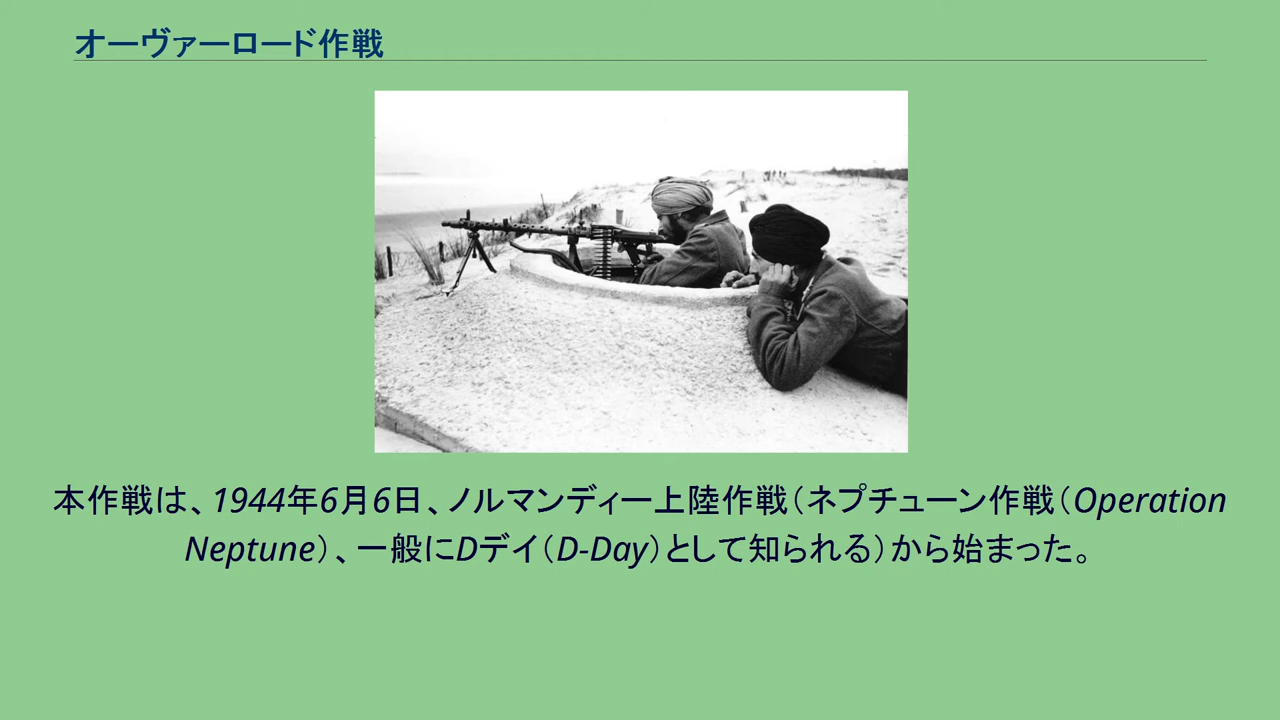 オーヴァーロード作戦
本作戦は、1944年6月6日、ノルマンディー上陸作戦（ネプチューン作戦（Operation
Neptune）、一般にDデイ（D-Day）として知られる）から始まった。